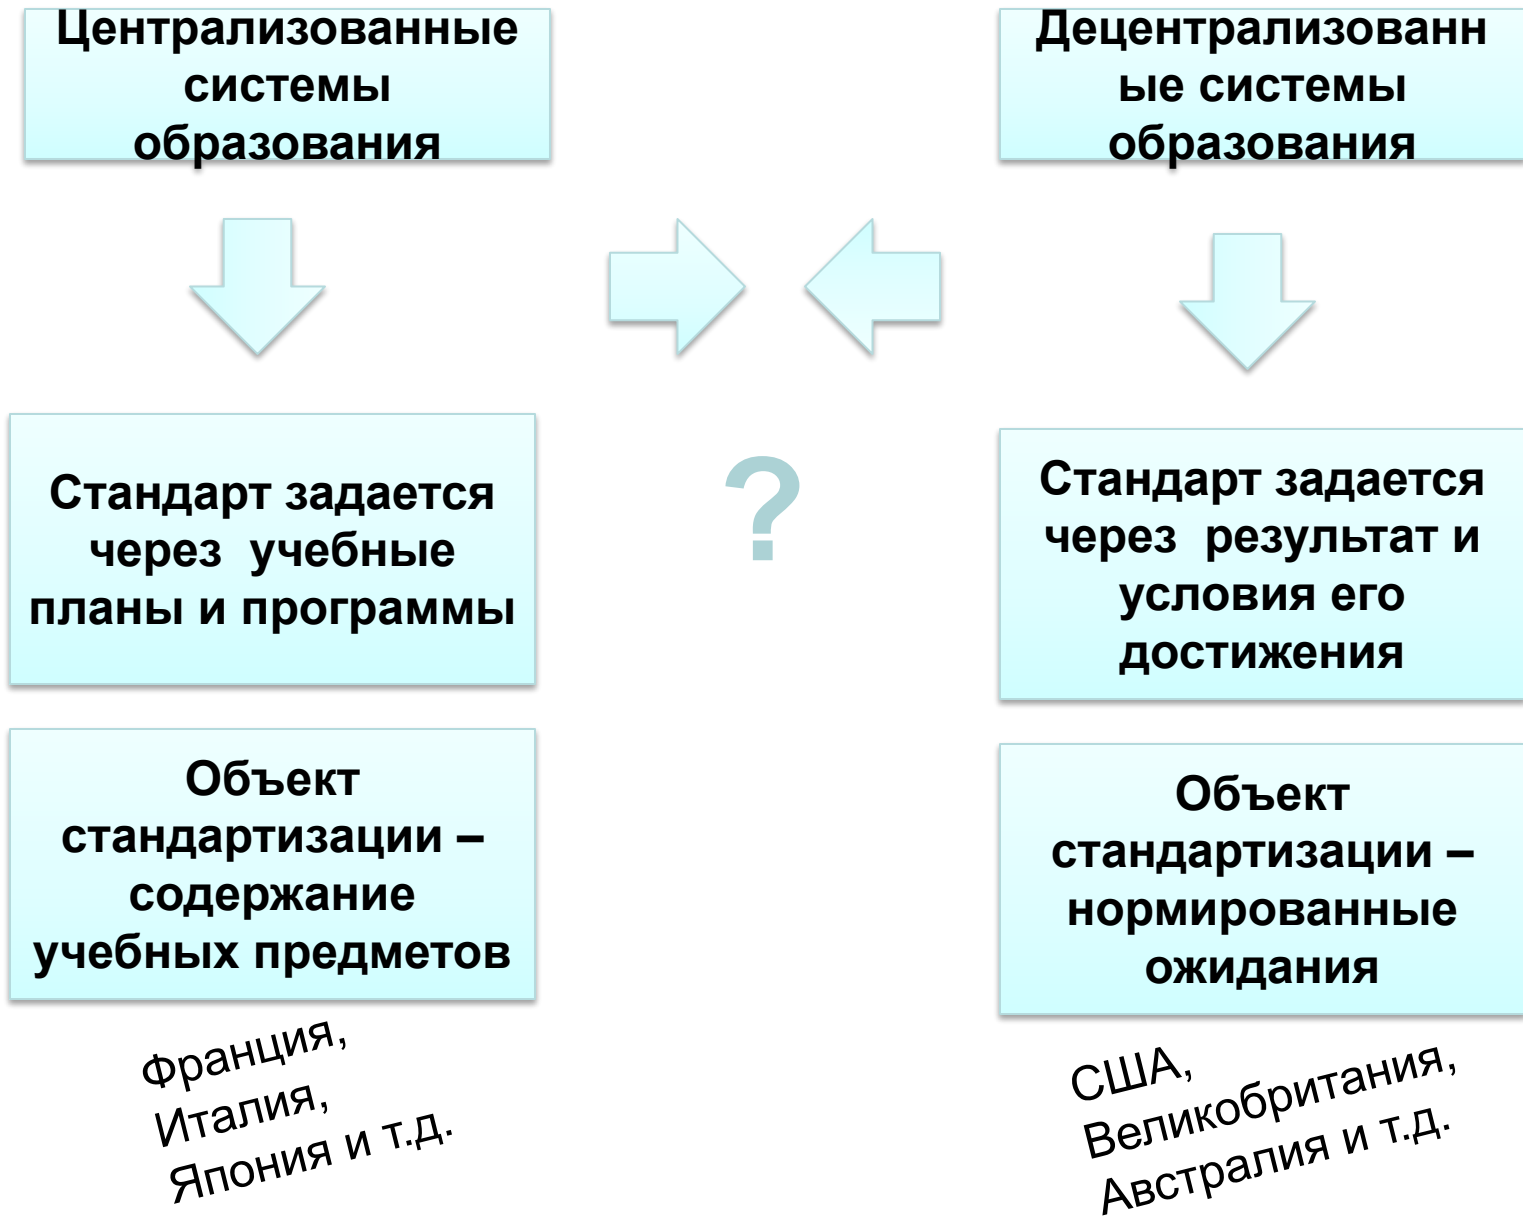 Централизованные
системы
образования
Децентрализованн
ые системы
образования
Стандарт задается
через учебные
планы и программы
?
Стандарт задается
через результат и
условия его
достижения
Объект
стандартизации –
содержание
учебных предметов
Объект
стандартизации –
нормированные
ожидания
Франция,
Италия,
Япония и т.д.
США,
Великобритания,
Австралия и т.д.